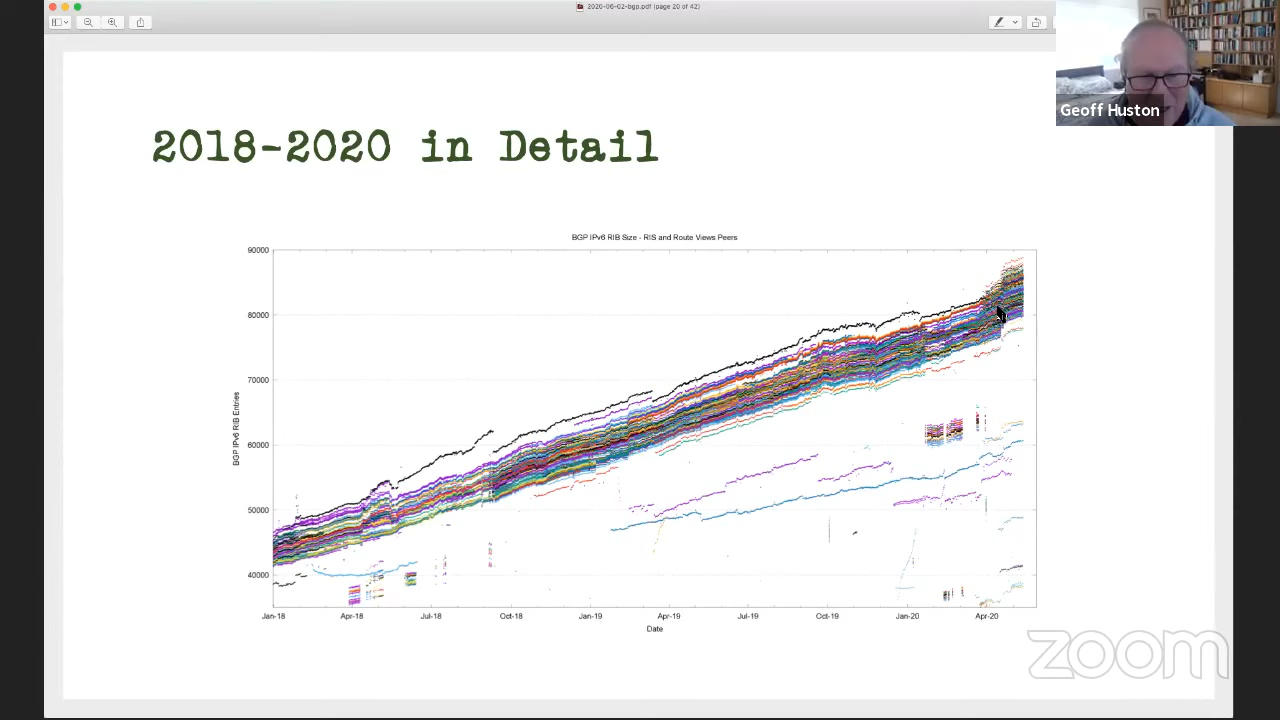 2020-06-02-bgp.pdf (page 20 of 42)
Geoff Huston
2018-2020 in Detail
BGP IPv6 RIB Size - RIS and Route Views Peers
90000
80000
70000
60000
50000
40000
BGP IPv6 RIB Entries
Jan-18 Apr-18 Jul-18 Oct-18 Jan-19 Apr-19 Jul-19 Oct-19 Jan-20 Apr-20
Date
zoom